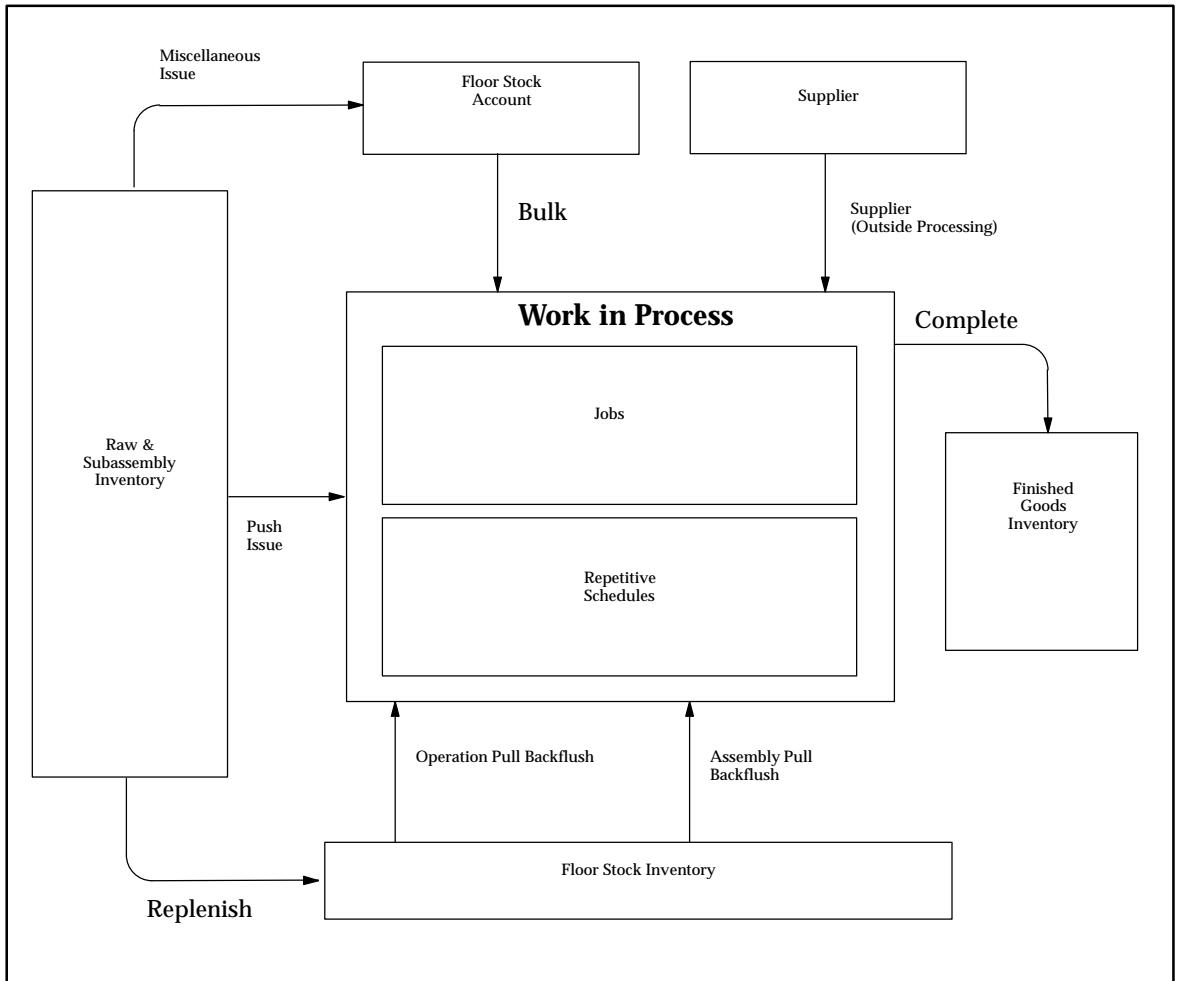 Miscellaneous
Issue
Floor Stock
Account
Supplier
Bulk
Supplier
(Outside Processing)
Work in Process
Complete
Jobs
Raw &
Subassembly
Inventory
Push
Issue
Finished
Goods
Inventory
Repetitive
Schedules
Operation Pull Backflush
Assembly Pull
Backflush
Floor Stock Inventory
Replenish